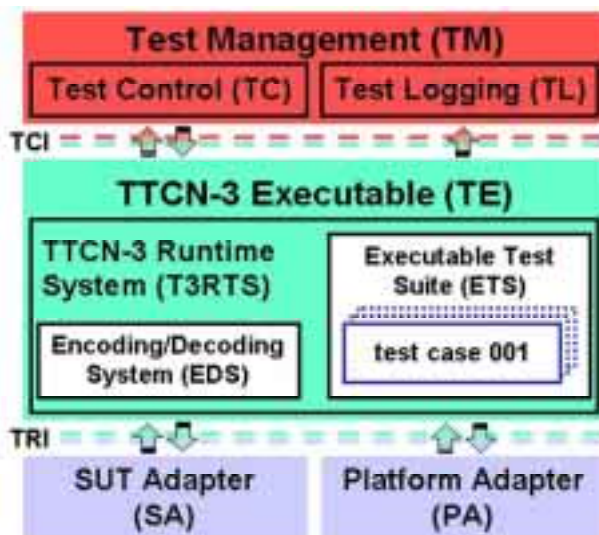 Test Management (TM)
Test Control (TC)
Test Logging (TL)
TCI
TTCN-3 Executable (TE)
TTCN-3 Runtime
System (T3RTS)
Encoding/Decoding
System (EDS)
Executable Test
Suite (ETS)
test case 001
TRI
SUT Adapter
(SA)
Platform Adapter
(PA)